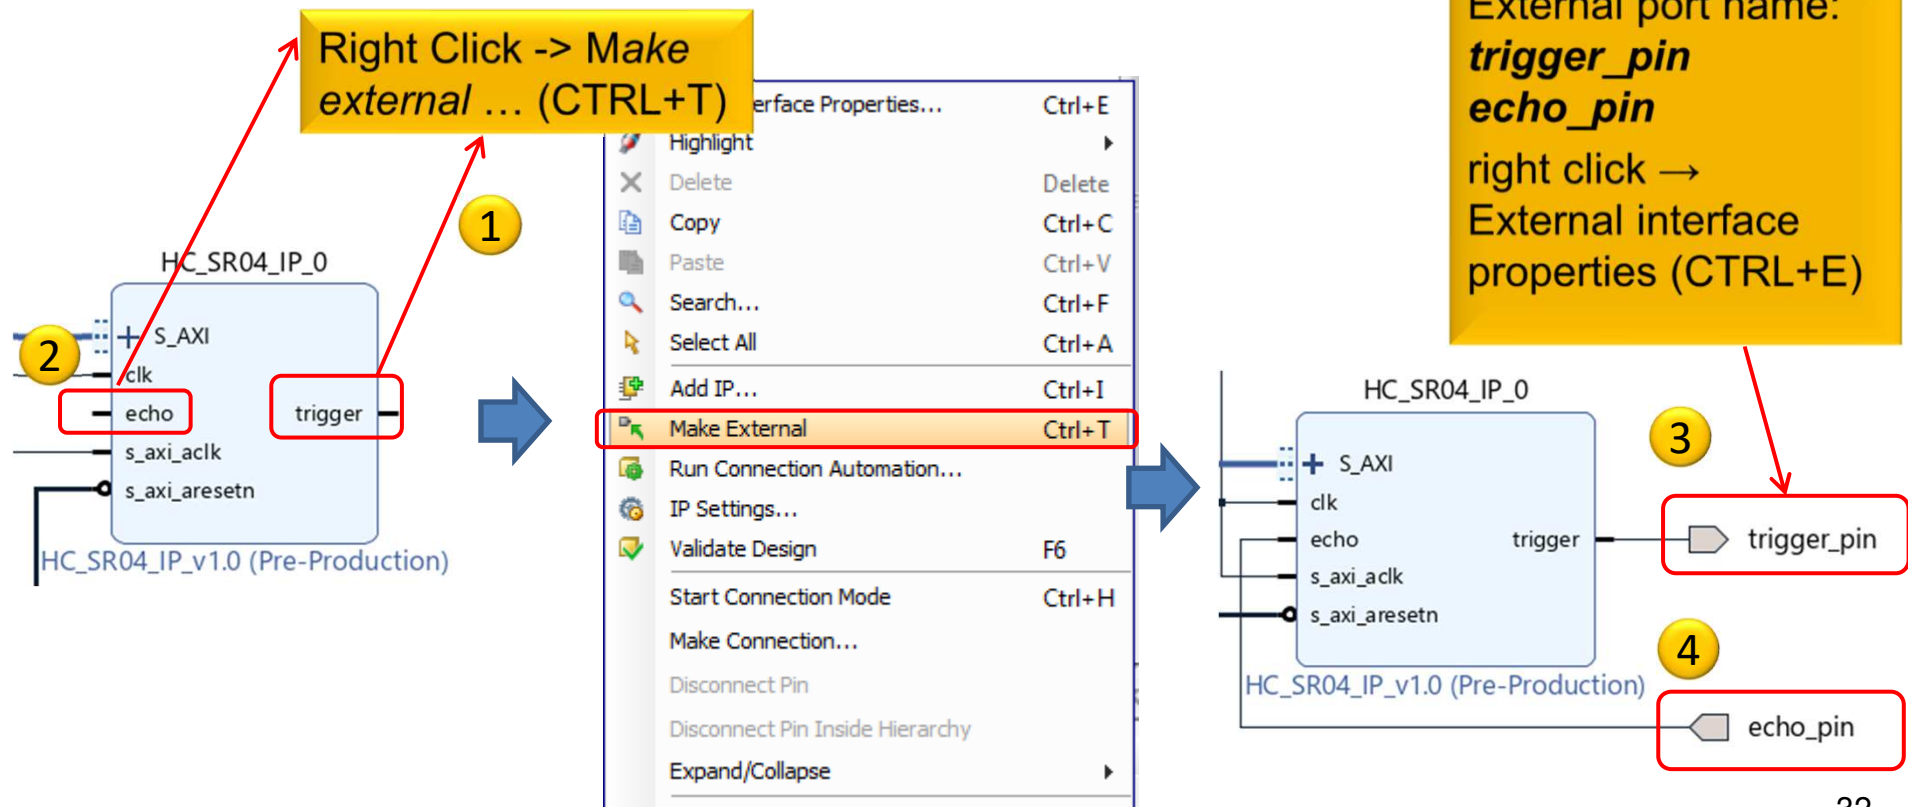 Right Click -> Make
external … (CTRL+T)
1
HC_SR04_IP_0
2
S_AXI
clk
echo
trigger
s_axi_aclk
s_axi_aresetn
HC_SR04_IP_v1.0 (Pre-Production)
erface Properties... Ctrl+E
Highlight
Delete Delete
Copy Ctrl+C
Paste Ctrl+V
Search... Ctrl+F
Select All Ctrl+A
Add IP... Ctrl+I
Make External Ctrl+T
Run Connection Automation...
IP Settings...
Validate Design F6
Start Connection Mode Ctrl+H
Make Connection...
Disconnect Pin
Disconnect Pin Inside Hierarchy
Expand/Collapse
External port name:
trigger_pin
echo_pin
right click →
External interface
properties (CTRL+E)
HC_SR04_IP_0
3
S_AXI
clk
echo
trigger
trigger_pin
s_axi_aclk
s_axi_aresetn
4
HC_SR04_IP_v1.0 (Pre-Production)
echo_pin